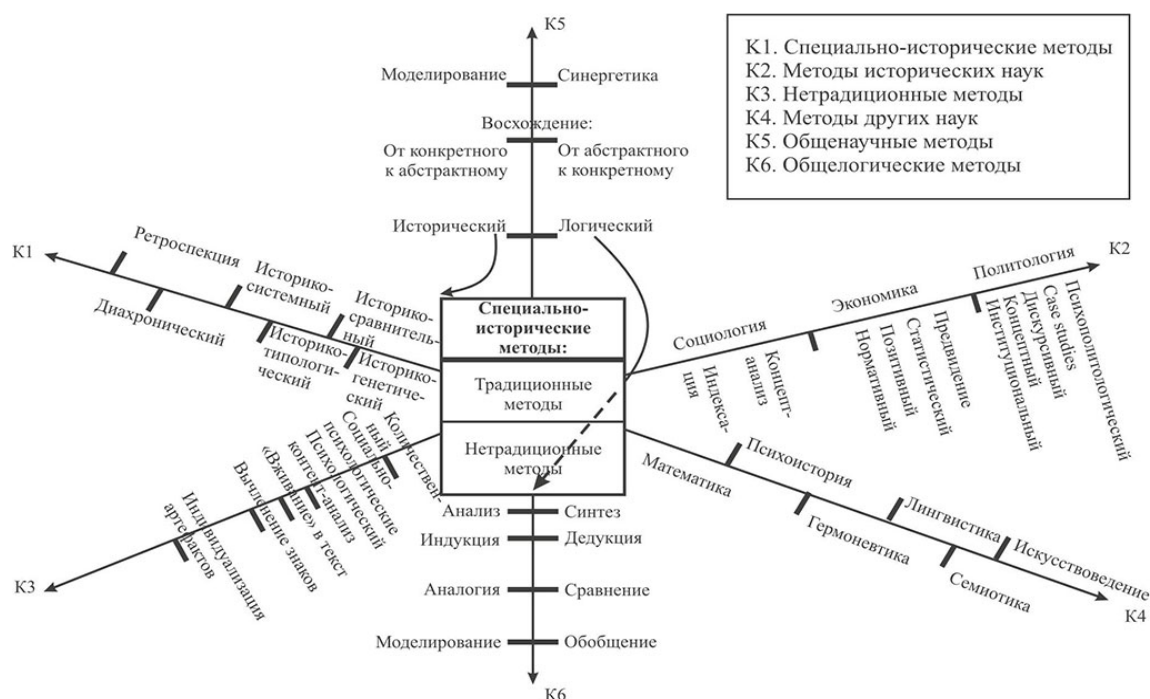 К5
Моделирование
Синергетика
Восхождение:
От конкретного
к абстрактному
От абстрактного
к конкретному
Исторический
Логический
К1. Специально-исторические методы
К2. Методы исторических наук
К3. Нетрадиционные методы
К4. Методы других наук
К5. Общенаучные методы
К6. Общелогические методы
К1
Ретроспекция
Диахронический
Историко-
системный
Историко-
типологи-
ческий
Историко-
сравнитель-
ный
Историко-
генетиче-
ский
Специально-
исторические
методы:
Традиционные
методы
Нетрадиционные
методы
К2
Социология
Индекса-
ция
Концепт-
анализ
Экономика
Нормативный
Позитивный
Статистический
Предвидение
Политология
Институциональный
Концептный
Дискурсивный
Case studies
Психополитологический
К3
Количествен-
ный
Социально-
психологические
Психологический
контент-анализ
«Вживание» в текст
Вычленение знаков
Индивидуализация
артефактов
Математика
Психоистория
Гермоневтика
Лингвистика
Семиотика
Искусствоведение
К4
Анализ
Синтез
Индукция
Дедукция
Аналогия
Сравнение
Моделирование
Обобщение
К6